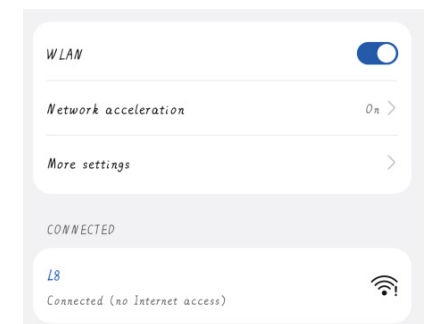 WLAN
Network acceleration On
More settings
CONNECTED
L8
Connected (no Internet access)